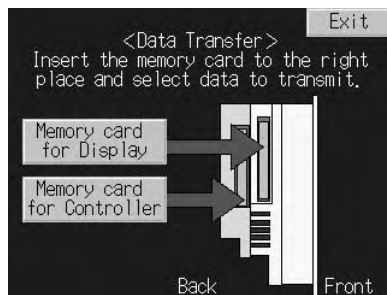 Exit
<Data Transfer>
Insert the memory card to the right
place and select data to transmit.
Memory card
for Display
Memory card
for Controller
Back
Front